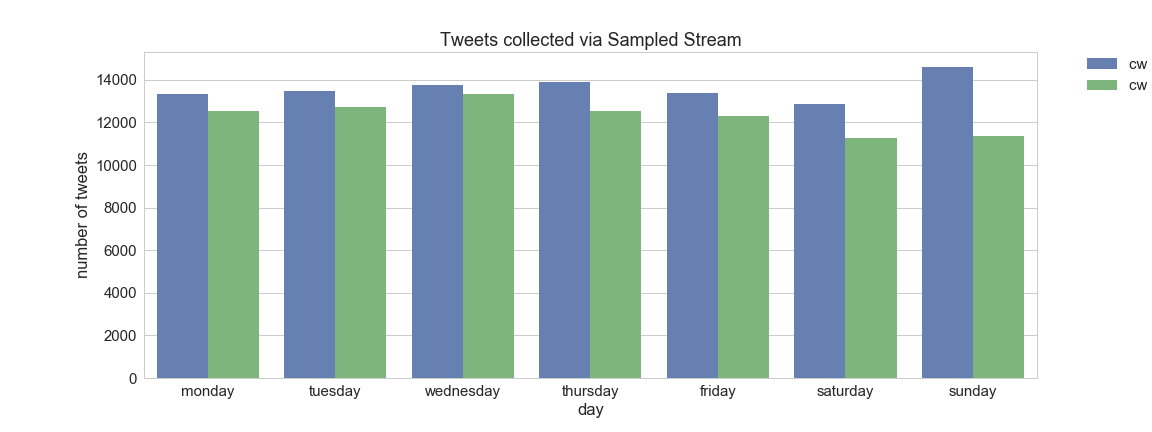 Tweets collected via Sampled Stream
cw
cw
number of tweets
14000
12000
10000
8000
6000
4000
2000
0
monday tuesday wednesday thursday friday saturday sunday
day